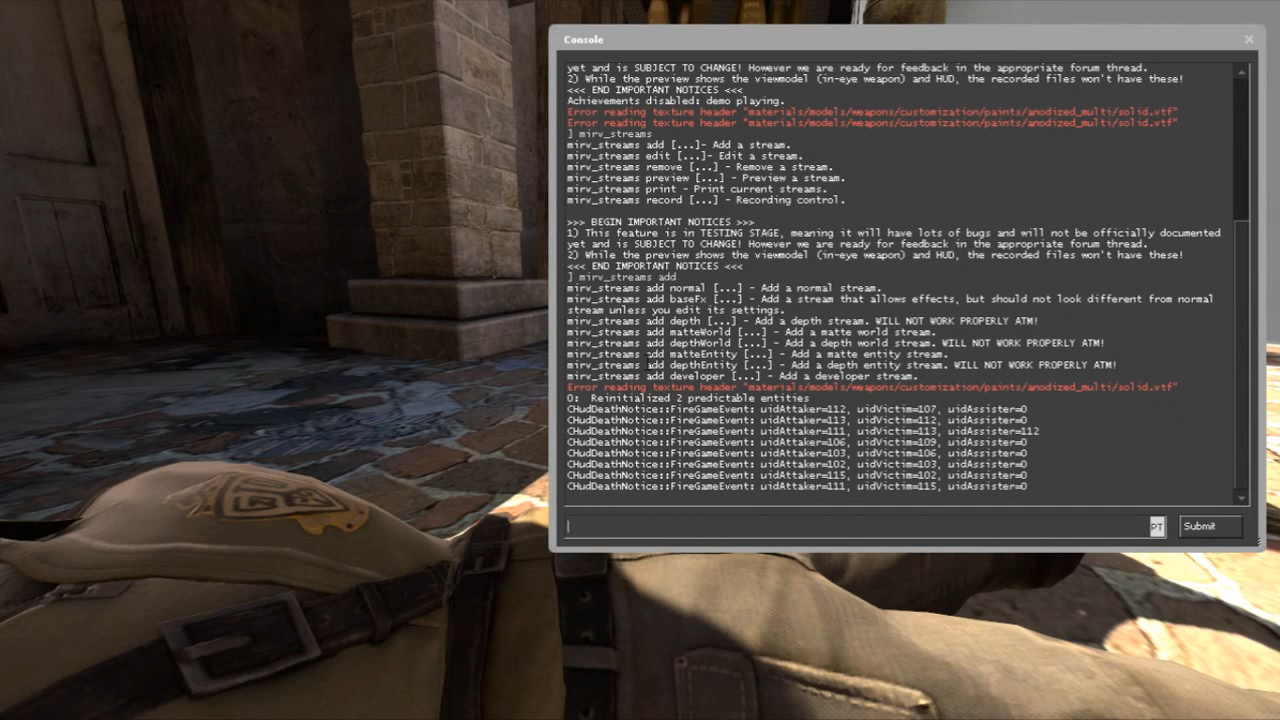 Console
yet and is SUBJECT TO CHANGE! However we are ready for feedback in the appropriate forum thread.
2) While the preview shows the viewmodel (in-eye weapon) and HUD, the recorded files won't have these!
<<< END IMPORTANT NOTICES <<<
Achievements disabled: demo playing.
Error reading texture header "materials/models/weapons/customization/paints/anodized_multi/solid.vtf"
Error reading texture header "materials/models/weapons/customization/paints/anodized_multi/solid.vtf"
] mirv_streams
mirv_streams add [...]- Add a stream.
mirv_streams edit [...]- Edit a stream.
mirv_streams remove [...] - Remove a stream.
mirv_streams preview [...] - Preview a stream.
mirv_streams print - Print current streams.
mirv_streams record [...] - Recording control.
>>> BEGIN IMPORTANT NOTICES >>>
1) This feature is in TESTING STAGE, meaning it will have lots of bugs and will not be officially documented
yet and is SUBJECT TO CHANGE! However we are ready for feedback in the appropriate forum thread.
2) While the preview shows the viewmodel (in-eye weapon) and HUD, the recorded files won't have these!
<<< END IMPORTANT NOTICES <<<
] mirv_streams add
mirv_streams add normal [...] - Add a normal stream.
mirv_streams add baseFx [...] - Add a stream that allows effects, but should not look different from normal
stream unless you edit its settings.
mirv_streams add depth [...] - Add a depth stream. WILL NOT WORK PROPERLY ATM!
mirv_streams add matteWorld [...] - Add a matte world stream.
mirv_streams add depthWorld [...] - Add a depth world stream. WILL NOT WORK PROPERLY ATM!
mirv_streams add matteEntity [...] - Add a matte entity stream.
mirv_streams add depthEntity [...] - Add a depth entity stream. WILL NOT WORK PROPERLY ATM!
mirv_streams add developer [...] - Add a developer stream.
Error reading texture header "materials/models/weapons/customization/paints/anodized_multi/solid.vtf"
0:  Reinitialized 2 predictable entities
CHudDeathNotice::FireGameEvent: uidAttaker=112, uidVictim=107, uidAssister=0
CHudDeathNotice::FireGameEvent: uidAttaker=113, uidVictim=112, uidAssister=0
CHudDeathNotice::FireGameEvent: uidAttaker=111, uidVictim=113, uidAssister=112
CHudDeathNotice::FireGameEvent: uidAttaker=106, uidVictim=109, uidAssister=0
CHudDeathNotice::FireGameEvent: uidAttaker=103, uidVictim=106, uidAssister=0
CHudDeathNotice::FireGameEvent: uidAttaker=102, uidVictim=103, uidAssister=0
CHudDeathNotice::FireGameEvent: uidAttaker=115, uidVictim=102, uidAssister=0
CHudDeathNotice::FireGameEvent: uidAttaker=111, uidVictim=115, uidAssister=0
PT Submit